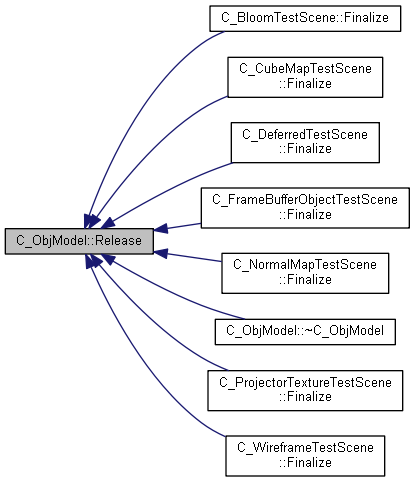 C_BloomTestScene::Finalize
C_CubeMapTestScene
::Finalize
C_DeferredTestScene
::Finalize
C_FrameBufferObjectTestScene
::Finalize
C_ObjModel::Release
C_NormalMapTestScene
::Finalize
C_ObjModel::~C_ObjModel
C_ProjectorTextureTestScene
::Finalize
C_WireframeTestScene
::Finalize